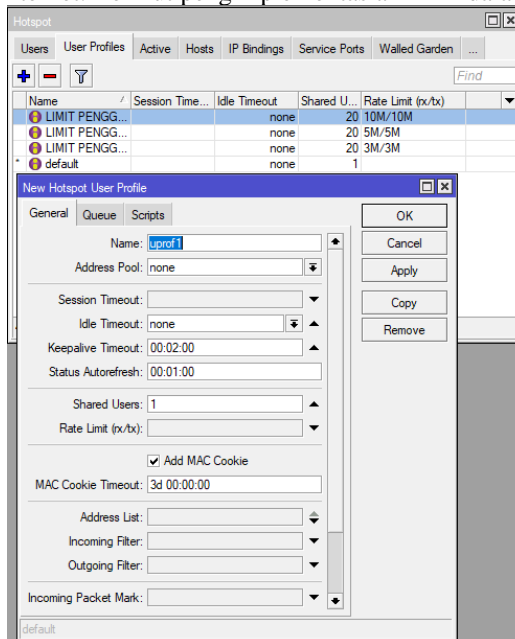 Hotspot
Users User Profiles Active Hosts IP Bindings Service Ports Walled Garden ...
Find
Name / Session Time... Idle Timeout Shared U... Rate Limit (rx/tx)
LIMIT PENGG... none 20 10M/10M
LIMIT PENGG... none 20 5M/5M
LIMIT PENGG... none 20 3M/3M
* default none 1
New Hotspot User Profile
General Queue Scripts
OK
Name: uprof1
Cancel
Address Pool: none
Apply
Session Timeout:
Copy
Idle Timeout: none
Remove
Keepalive Timeout: 00:02:00
Status Autorefresh: 00:01:00
Shared Users: 1
Rate Limit (rx/tx):
Add MAC Cookie
MAC Cookie Timeout: 3d 00:00:00
Address List:
Incoming Filter:
Outgoing Filter:
Incoming Packet Mark:
default